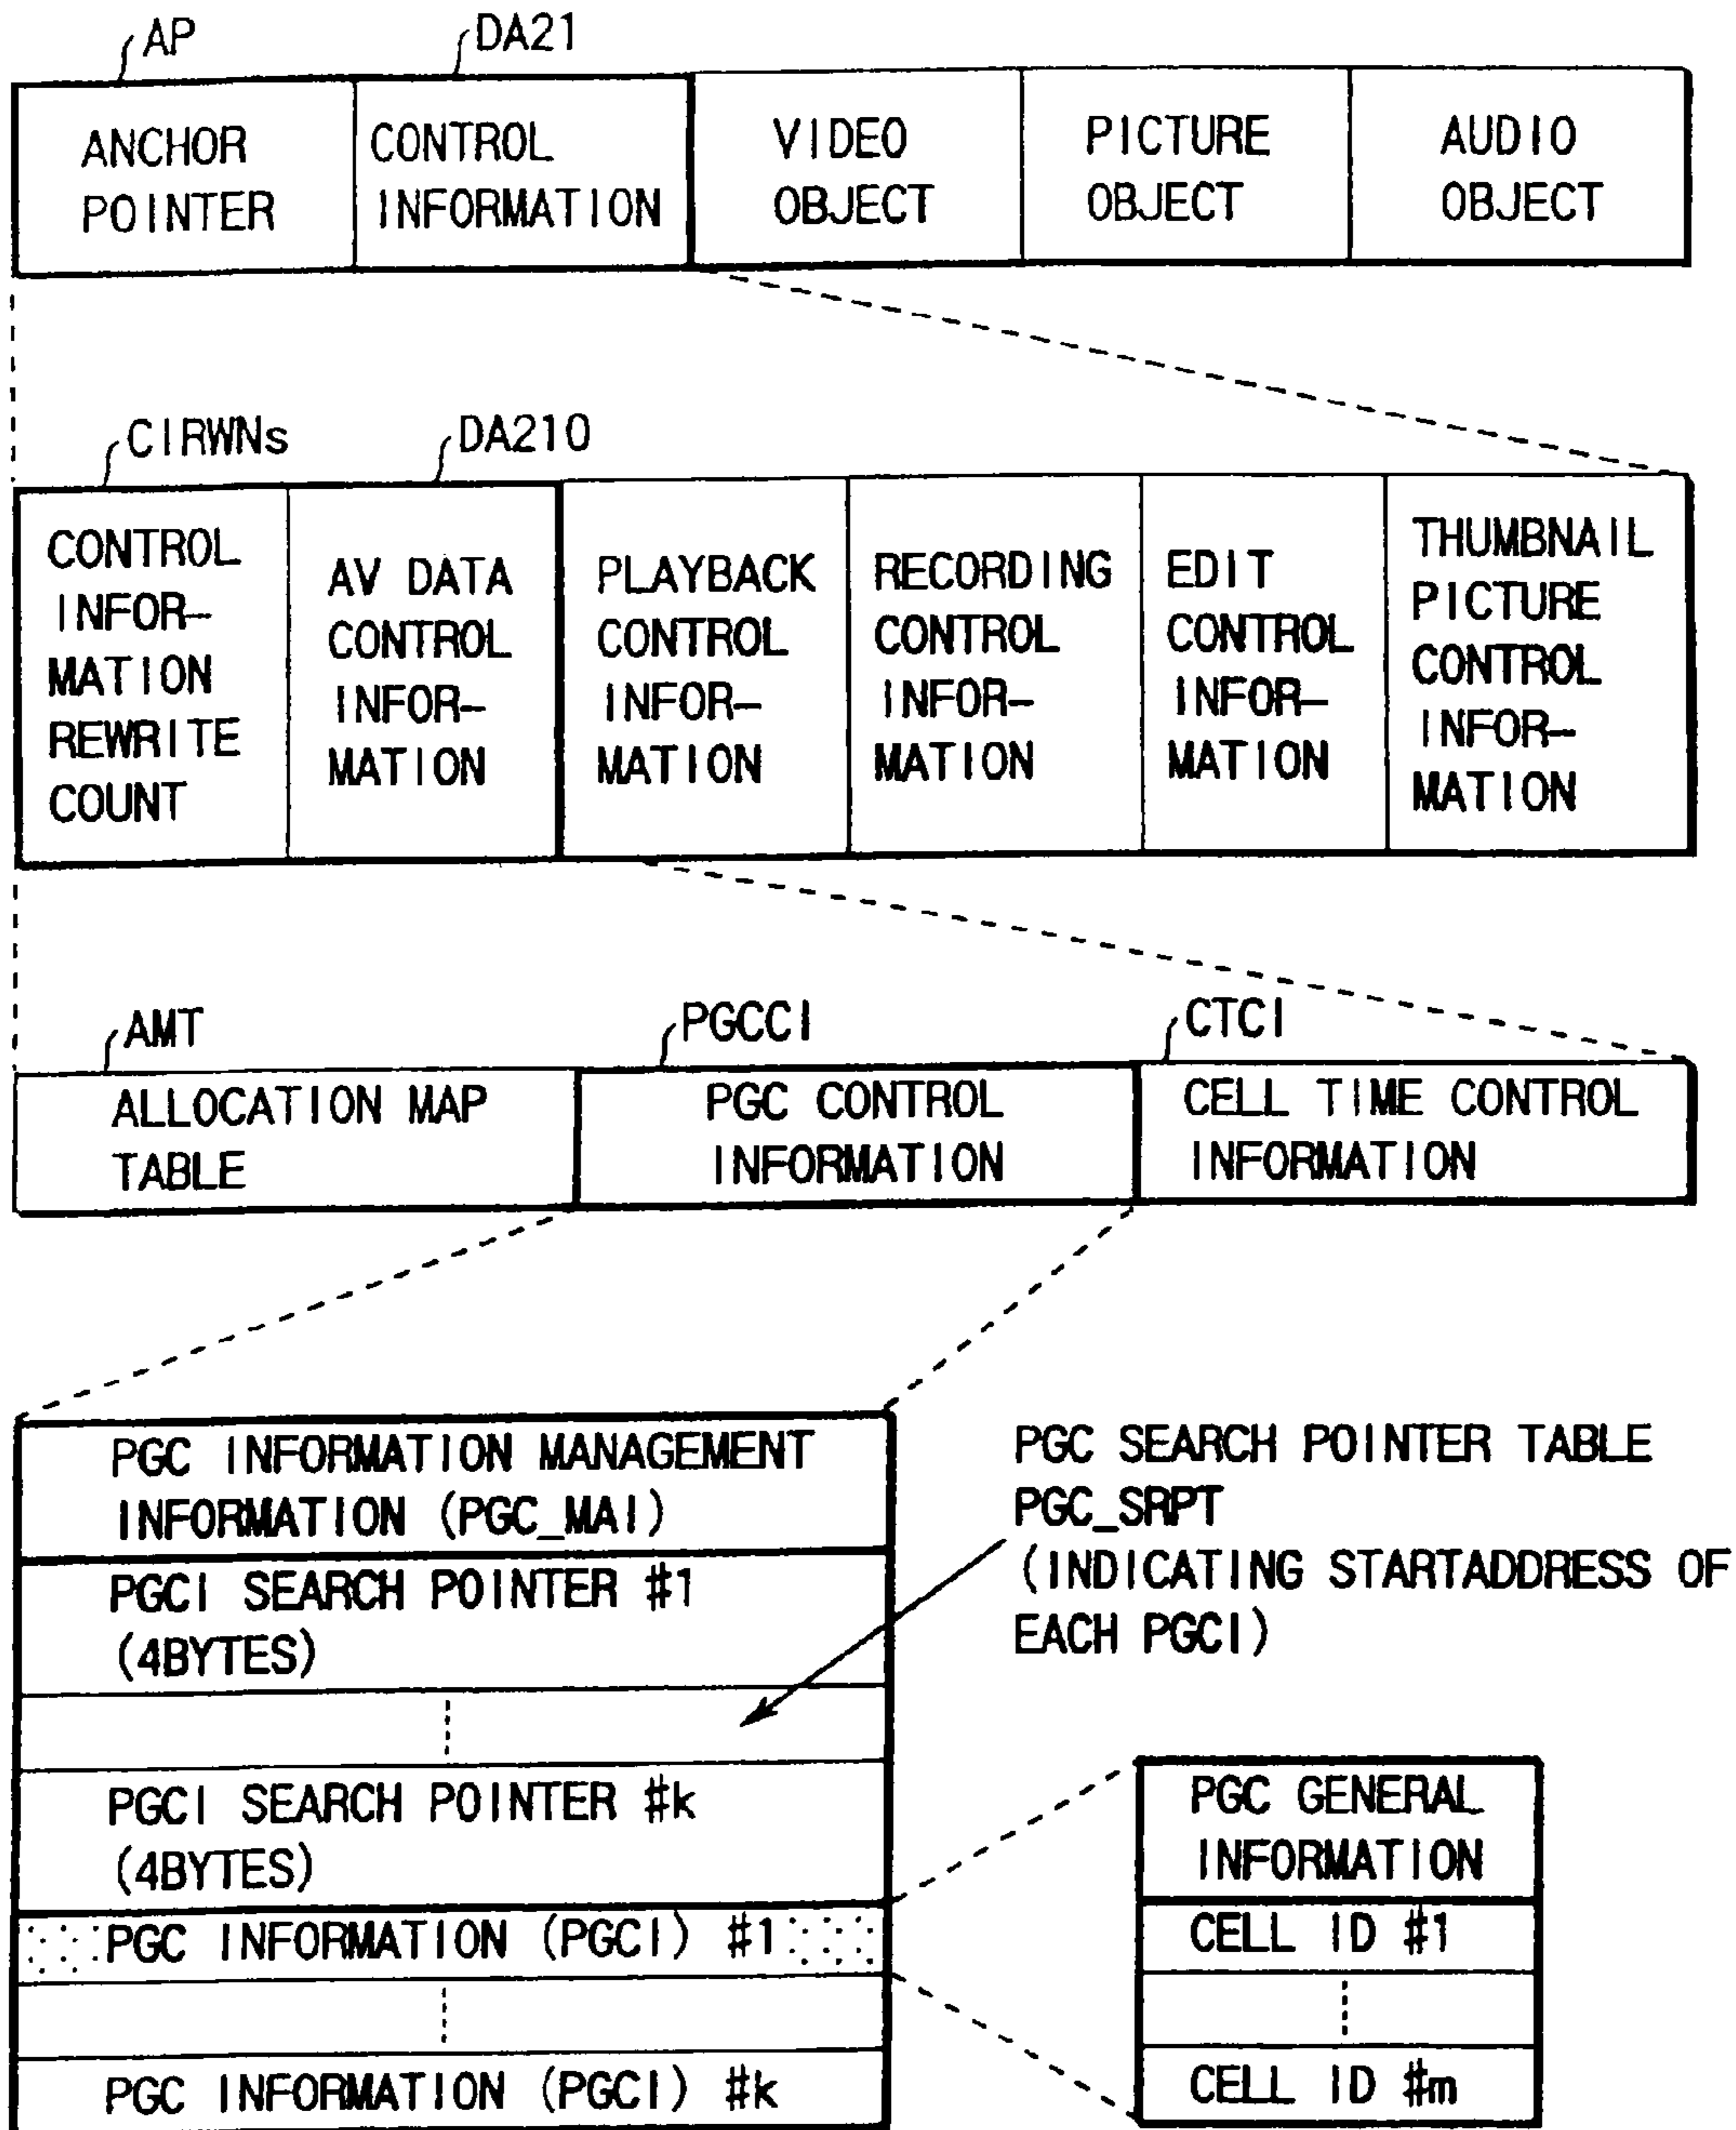 AP
DA21
ANCHOR
POINTER
CONTROL
INFORMATION
VIDEO
OBJECT
PICTURE
OBJECT
AUDIO
OBJECT
CIRWNs
DA210
CONTROL
INFOR-
MATION
REWRITE
COUNT
AV DATA
CONTROL
INFOR-
MATION
PLAYBACK
CONTROL
INFOR-
MATION
RECORDING
CONTROL
INFOR-
MATION
EDIT
CONTROL
INFOR-
MATION
THUMBNAIL
PICTURE
CONTROL
INFOR-
MATION
AMT
PGCCI
CTCI
ALLOCATION MAP
TABLE
PGC CONTROL
INFORMATION
CELL TIME CONTROL
INFORMATION
PGC INFORMATION MANAGEMENT
INFORMATION (PGC_MAI)
PGCI SEARCH POINTER #1
(4BYTES)
PGCI SEARCH POINTER #k
(4BYTES)
PGC INFORMATION (PGCI) #1
PGC INFORMATION (PGCI) #k
PGC SEARCH POINTER TABLE
PGC_SRPT
(INDICATING STARTADDRESS OF
EACH PGCI)
PGC GENERAL
INFORMATION
CELL ID #1
CELL ID #m